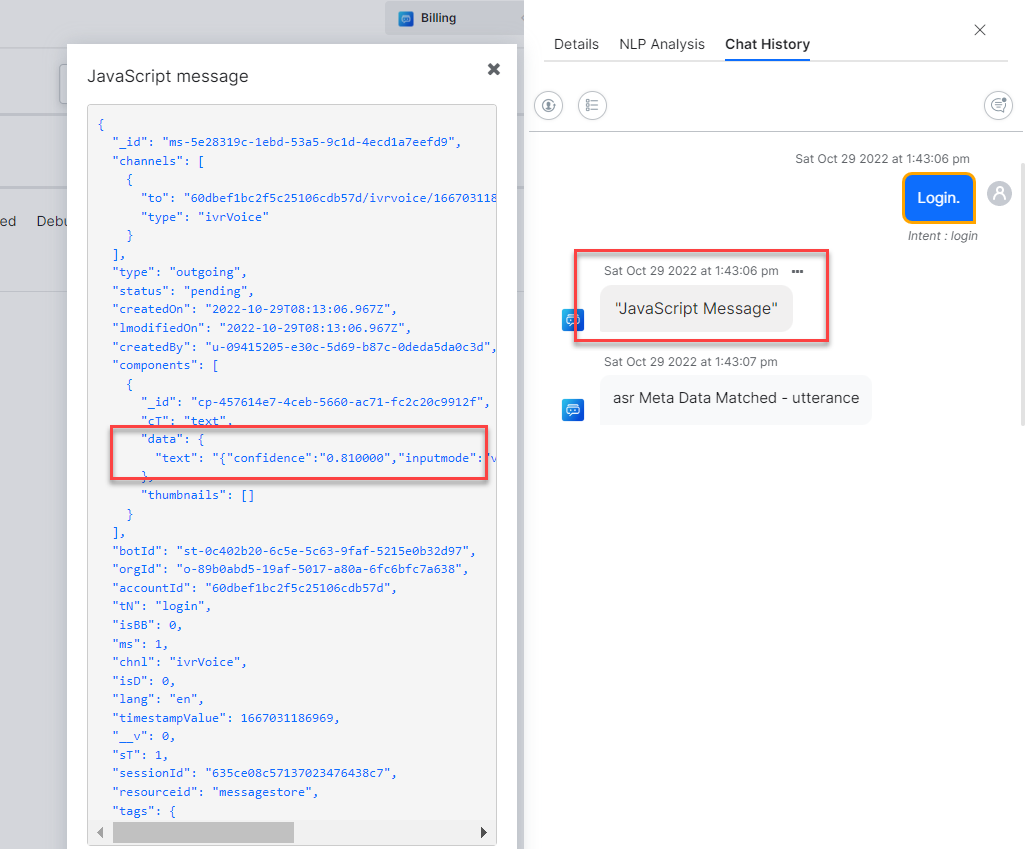 Billing
ed Debu
JavaScript message
{
"_id": "ms-5e28319c-1ebd-53a5-9c1d-4ecd1a7eefd9",
"channels": [
{
"to": "60dbef1bc2f5c25106cdb57d/ivrvoice/166703118
"type": "ivrVoice"
}
],
"type": "outgoing",
"status": "pending",
"createdOn": "2022-10-29T08:13:06.967Z",
"lmodifiedOn": "2022-10-29T08:13:06.967Z",
"createdBy": "u-09415205-e30c-5d69-b87c-0deda5da0c3d",
"components": [
{
"_id": "cp-457614e7-4ceb-5660-ac71-fc2c20c9912f",
"cT": "text",
"data": {
"text": "{"confidence":"0.810000","inputmode":"v
},
"thumbnails": []
}
],
"botId": "st-0c402b20-6c5e-5c63-9faf-5215e0b32d97",
"orgId": "o-89b0abd5-19af-5017-a80a-6fc6bfc7a638",
"accountId": "60dbef1bc2f5c25106cdb57d",
"tN": "login",
"isBB": 0,
"ms": 1,
"chnl": "ivrVoice",
"isD": 0,
"lang": "en",
"timestampValue": 1667031186969,
"__v": 0,
"sT": 1,
"sessionId": "635ce08c57137023476438c7",
"resourceid": "messagestore",
"tags": {
Details NLP Analysis Chat History
Sat Oct 29 2022 at 1:43:06 pm
Login.
Intent : login
Sat Oct 29 2022 at 1:43:06 pm
"JavaScript Message"
Sat Oct 29 2022 at 1:43:07 pm
asr Meta Data Matched - utterance